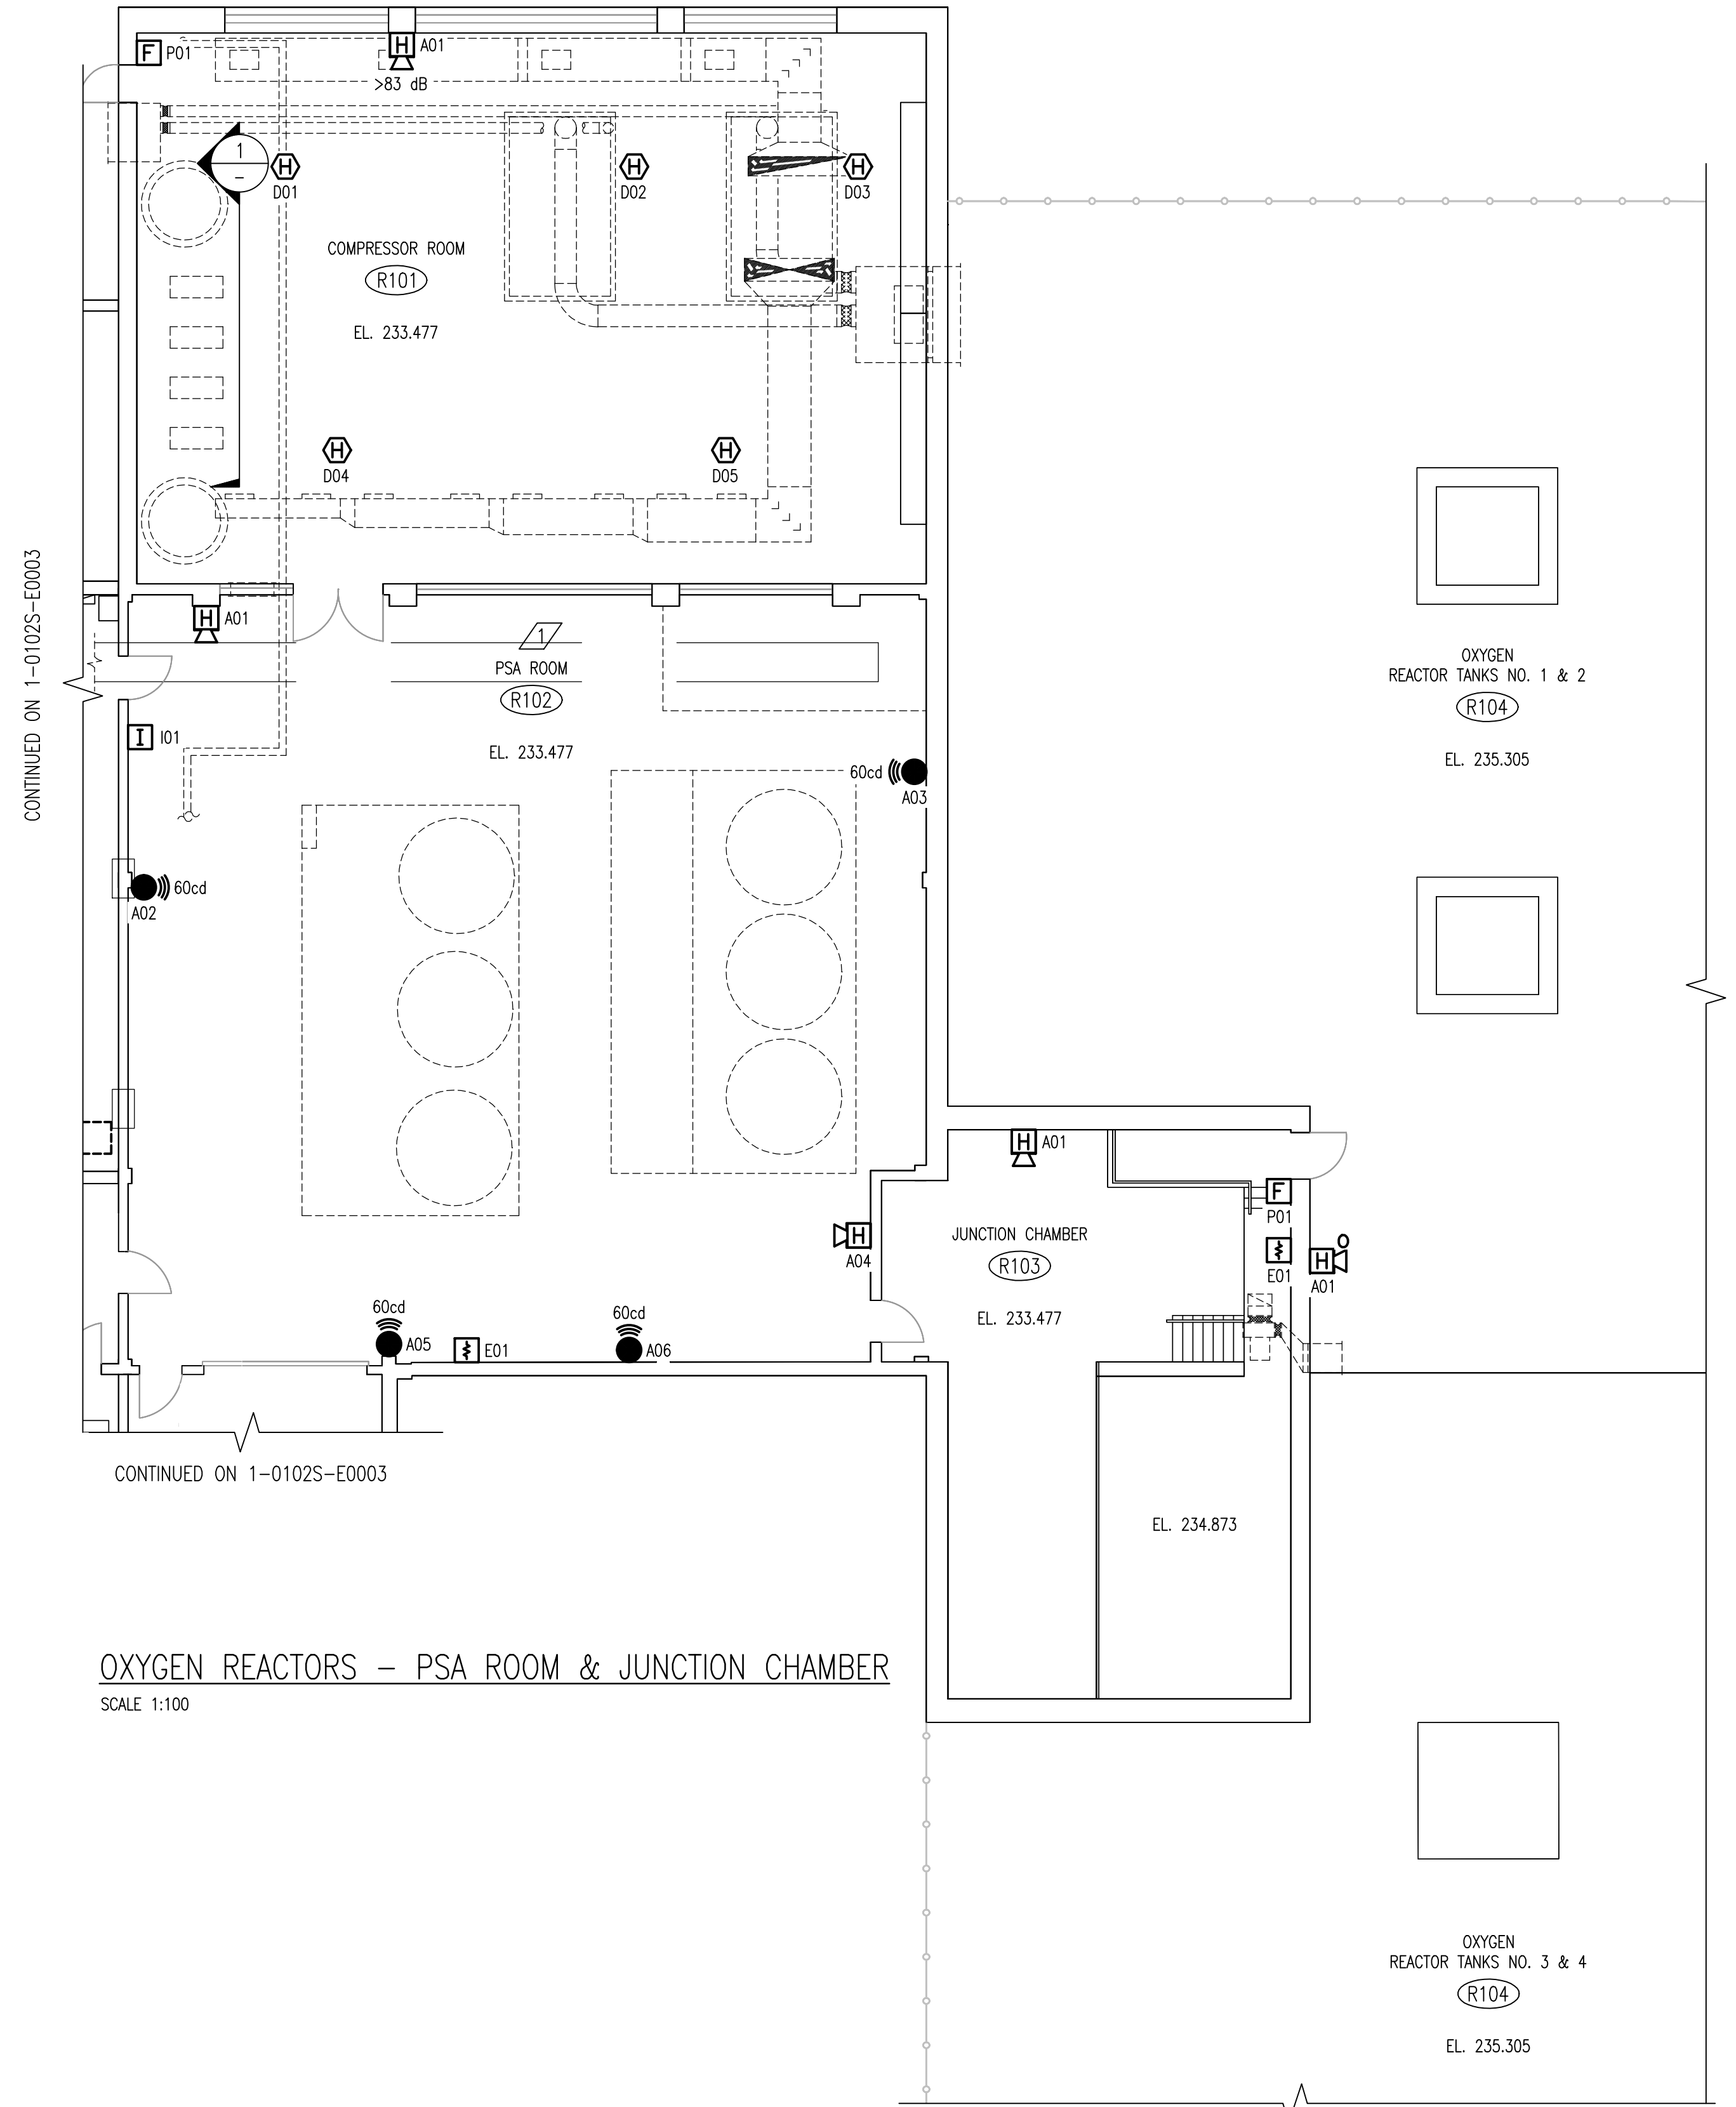 F P01
H A01
>83 dB
1
-
H
D01
H
D02
H
D03
COMPRESSOR ROOM
R101
EL. 233.477
H
D04
H
D05
CONTINUED ON 1-0102S-E0003
H A01
1
PSA ROOM
R102
EL. 233.477
I I01
60cd
A03
60cd
A02
OXYGEN
REACTOR TANKS NO. 1 & 2
R104
EL. 235.305
H A01
F
P01
H
A04
JUNCTION CHAMBER
R103
EL. 233.477
E01
H
A01
60cd
A05
E01
60cd
A06
CONTINUED ON 1-0102S-E0003
EL. 234.873
OXYGEN REACTORS - PSA ROOM & JUNCTION CHAMBER
SCALE 1:100
OXYGEN
REACTOR TANKS NO. 3 & 4
R104
EL. 235.305